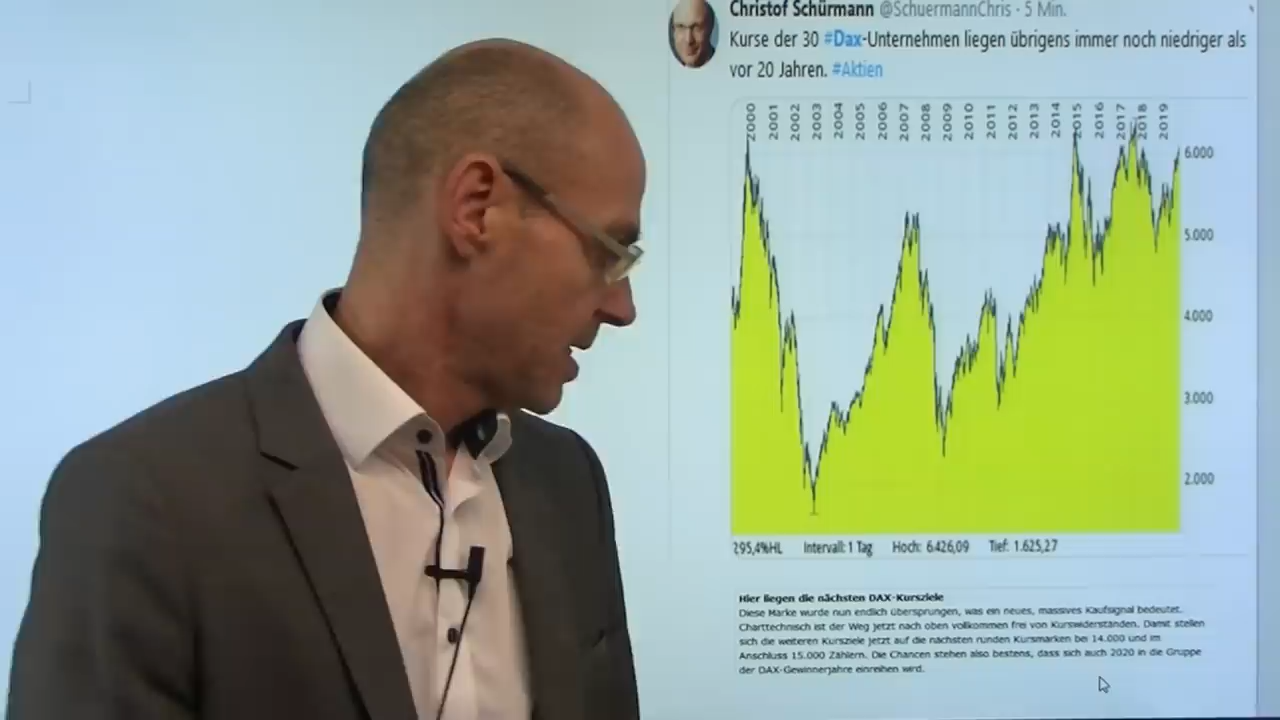 Christof Schürmann @SchuermannChris · 5 Min.
Kurse der 30 #Dax-Unternehmen liegen übrigens immer noch niedriger als
vor 20 Jahren. #Aktien
2000 2001 2002 2003 2004 2005 2006 2007 2008 2009 2010 2011 2012 2013 2014 2015 2016 2017 2018 2019
6.000
5.000
4.000
3.000
2.000
295,4%HL Intervall: 1 Tag Hoch: 6.426,09 Tief: 1.625,27
Hier liegen die nächsten DAX-Kursziele
Diese Marke wurde nun endlich übersprungen, was ein neues, massives Kaufsignal bedeutet.
Charttechnisch ist der Weg jetzt nach oben vollkommen frei von Kurswiderständen. Damit stellen
sich die weiteren Kursziele jetzt auf die nächsten runden Kursmarken bei 14.000 und im
Anschluss 15.000 Zählern. Die Chancen stehen also bestens, dass sich auch 2020 in die Gruppe
der DAX-Gewinnerjahre einreihen wird.